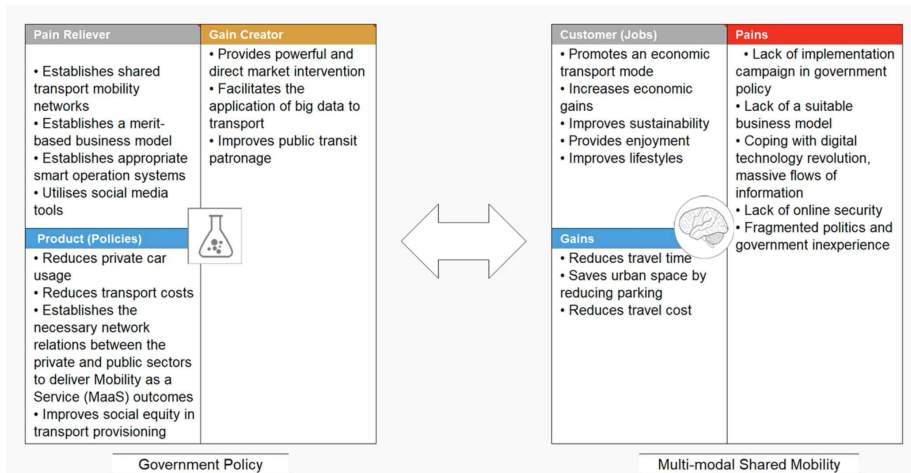 Pain Reliever
• Establishes shared
transport mobility
networks
• Establishes a merit-
based business model
• Establishes appropriate
smart operation systems
• Utilises social media
tools
Gain Creator
• Provides powerful and
direct market intervention
• Facilitates the
application of big data to
transport
• Improves public transit
patronage
Product (Policies)
• Reduces private car
usage
• Reduces transport costs
• Establishes the
necessary network
relations between the
private and public sectors
to deliver Mobility as a
Service (MaaS) outcomes
• Improves social equity in
transport provisioning
Government Policy
Customer (Jobs)
• Promotes an economic
transport mode
• Increases economic
gains
• Improves sustainability
• Provides enjoyment
• Improves lifestyles
Gains
• Reduces travel time
• Saves urban space by
reducing parking
• Reduces travel cost
Pains
• Lack of implementation
campaign in government
policy
• Lack of a suitable
business model
• Coping with digital
technology revolution,
massive flows of
information
• Lack of online security
• Fragmented politics and
government inexperience
Multi-modal Shared Mobility